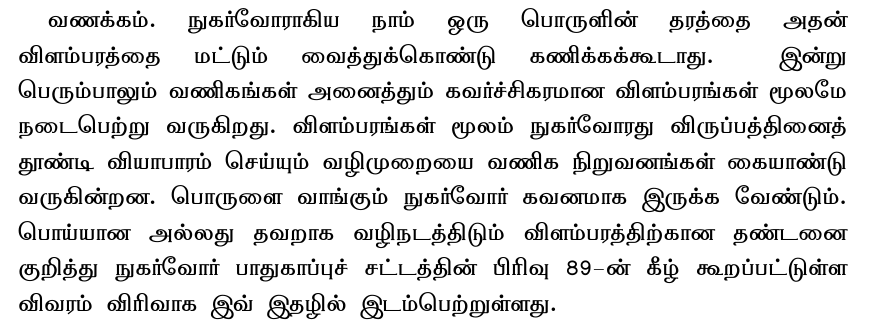 வணக்கம். நுகர்வோராகிய நாம் ஒரு பொருளின் தரத்தை அதன்
விளம்பரத்தை மட்டும் வைத்துக்கொண்டு கணிக்கக்கூடாது. இன்று
பெரும்பாலும் வணிகங்கள் அனைத்தும் கவர்ச்சிகரமான விளம்பரங்கள் மூலமே
நடைபெற்று வருகிறது. விளம்பரங்கள் மூலம் நுகர்வோரது விருப்பத்தினைத்
தூண்டி வியாபாரம் செய்யும் வழிமுறையை வணிக நிறுவனங்கள் கையாண்டு
வருகின்றன. பொருளை வாங்கும் நுகர்வோர் கவனமாக இருக்க வேண்டும்.
பொய்யான அல்லது தவறாக வழிநடத்திடும் விளம்பரத்திற்கான தண்டனை
குறித்து நுகர்வோர் பாதுகாப்புச் சட்டத்தின் பிரிவு 89-ன் கீழ் கூறப்பட்டுள்ள
விவரம் விரிவாக இவ் இதழில் இடம்பெற்றுள்ளது.